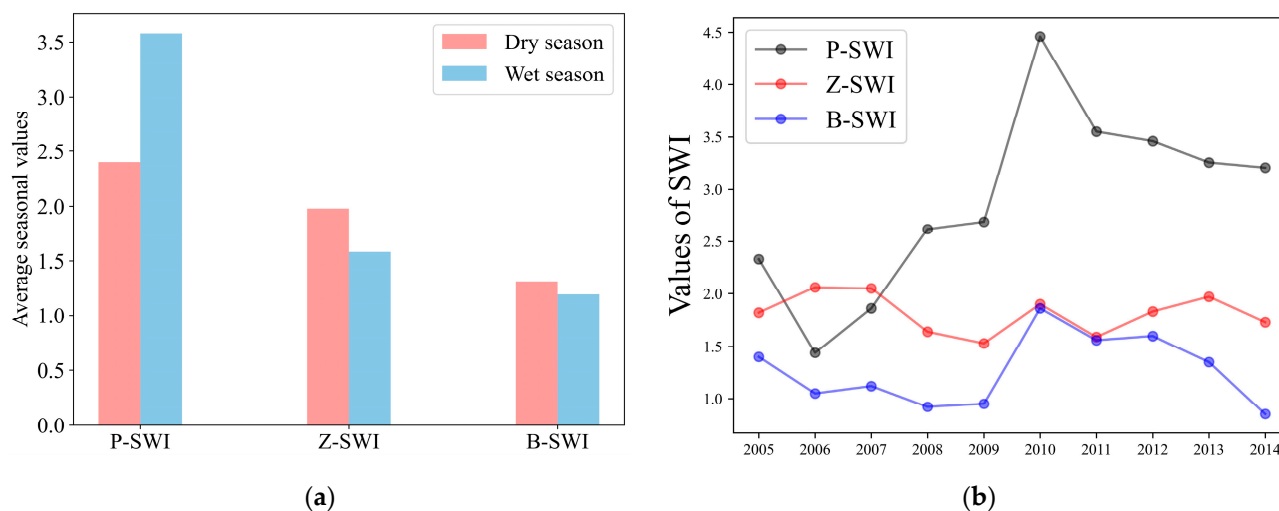 Average seasonal values
3.5
3.0
2.5
2.0
1.5
1.0
0.5
0.0
Dry season
Wet season
P-SWI Z-SWI B-SWI
(a)
Values of SWI
4.5
4.0
3.5
3.0
2.5
2.0
1.5
1.0
P-SWI
Z-SWI
B-SWI
2005 2006 2007 2008 2009 2010 2011 2012 2013 2014
(b)